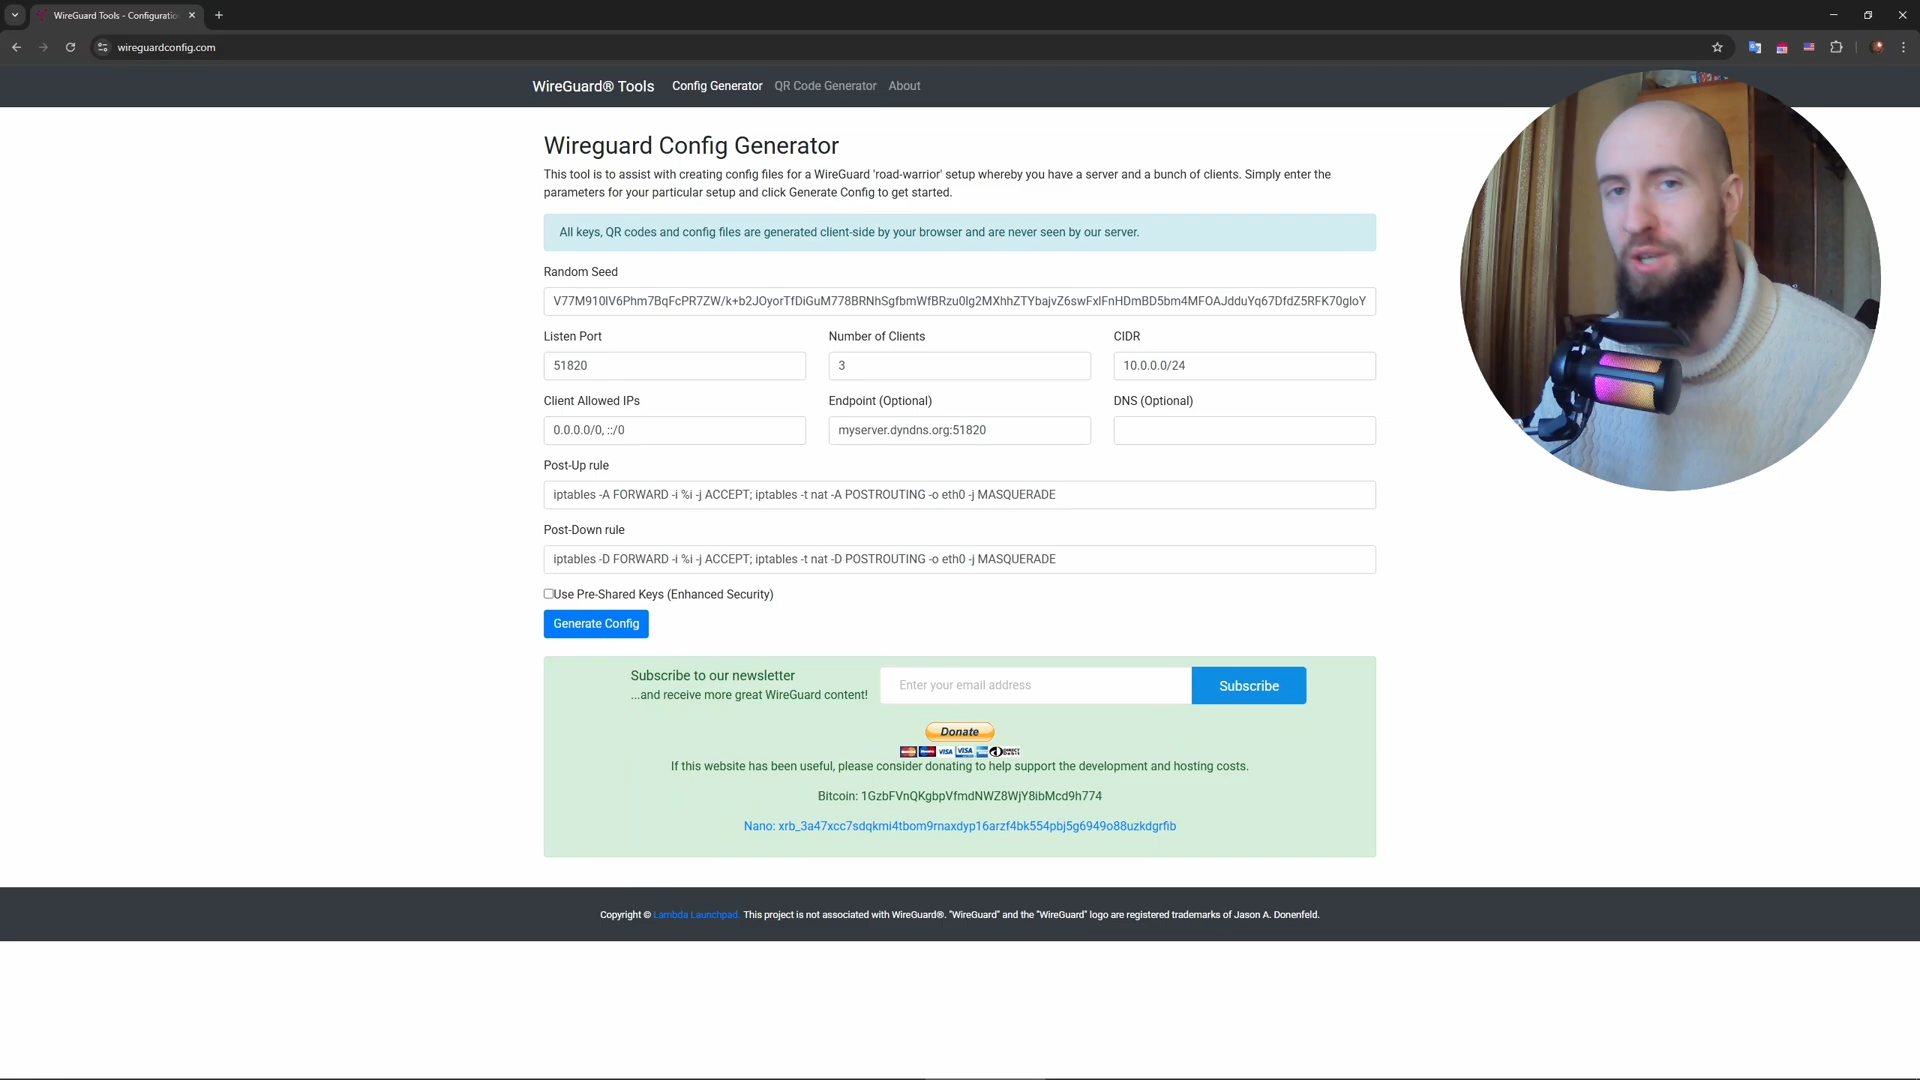 WireGuard Tools - Configuratio
wireguardconfig.com
WireGuard® Tools Config Generator QR Code Generator About
Wireguard Config Generator
This tool is to assist with creating config files for a WireGuard 'road-warrior' setup whereby you have a server and a bunch of clients. Simply enter the
parameters for your particular setup and click Generate Config to get started.
All keys, QR codes and config files are generated client-side by your browser and are never seen by our server.
Random Seed
V77M910lV6Phm7BqFcPR7ZW/k+b2JOyorTfDiGuM778BRNhSgfbmWfBRzu0lg2MXhhZTYbajvZ6swFxlFnHDmBD5bm4MFOAJdduYq67DfdZ5RFK70gloY
Listen Port Number of Clients CIDR
51820 3 10.0.0.0/24
Client Allowed IPs Endpoint (Optional) DNS (Optional)
0.0.0.0/0, ::/0 myserver.dyndns.org:51820
Post-Up rule
iptables -A FORWARD -i %i -j ACCEPT; iptables -t nat -A POSTROUTING -o eth0 -j MASQUERADE
Post-Down rule
iptables -D FORWARD -i %i -j ACCEPT; iptables -t nat -D POSTROUTING -o eth0 -j MASQUERADE
Use Pre-Shared Keys (Enhanced Security)
Generate Config
Subscribe to our newsletter
...and receive more great WireGuard content!
Enter your email address
Subscribe
Donate
VISA VISA DIRECT Debit
If this website has been useful, please consider donating to help support the development and hosting costs.
Bitcoin: 1GzbFVnQKgbpVfmdNWZ8WjY8ibMcd9h774
Nano: xrb_3a47xcc7sdqkmi4tbom9rnaxdyp16arzf4bk554pbj5g6949o88uzkdgrfib
Copyright © Lambda Launchpad. This project is not associated with WireGuard®. "WireGuard" and the "WireGuard" logo are registered trademarks of Jason A. Donenfeld.